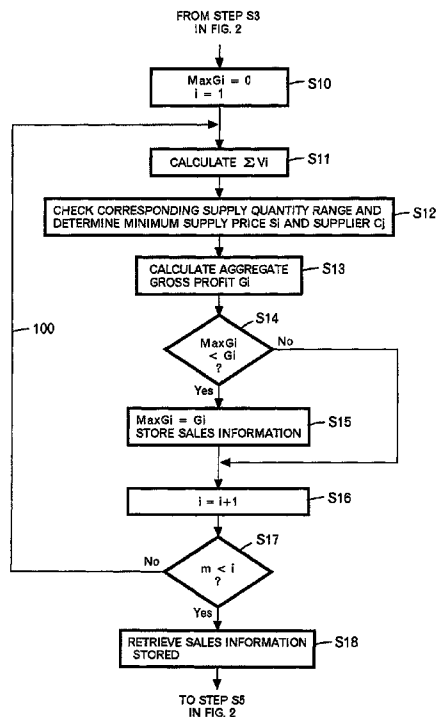 FROM STEP S3
IN FIG. 2
MaxGi = 0
i = 1
S10
CALCULATE Σ Vi
S11
CHECK CORRESPONDING SUPPLY QUANTITY RANGE AND
DETERMINE MINIMUM SUPPLY PRICE Si AND SUPPLIER Cj
S12
CALCULATE AGGREGATE
GROSS PROFIT Gi
S13
100
S14
MaxGi
< Gi
?
No
Yes
MaxGi = Gi
STORE SALES INFORMATION
S15
i = i+1
S16
S17
m < i
?
No
Yes
RETRIEVE SALES INFORMATION
STORED
S18
TO STEP S5
IN FIG. 2